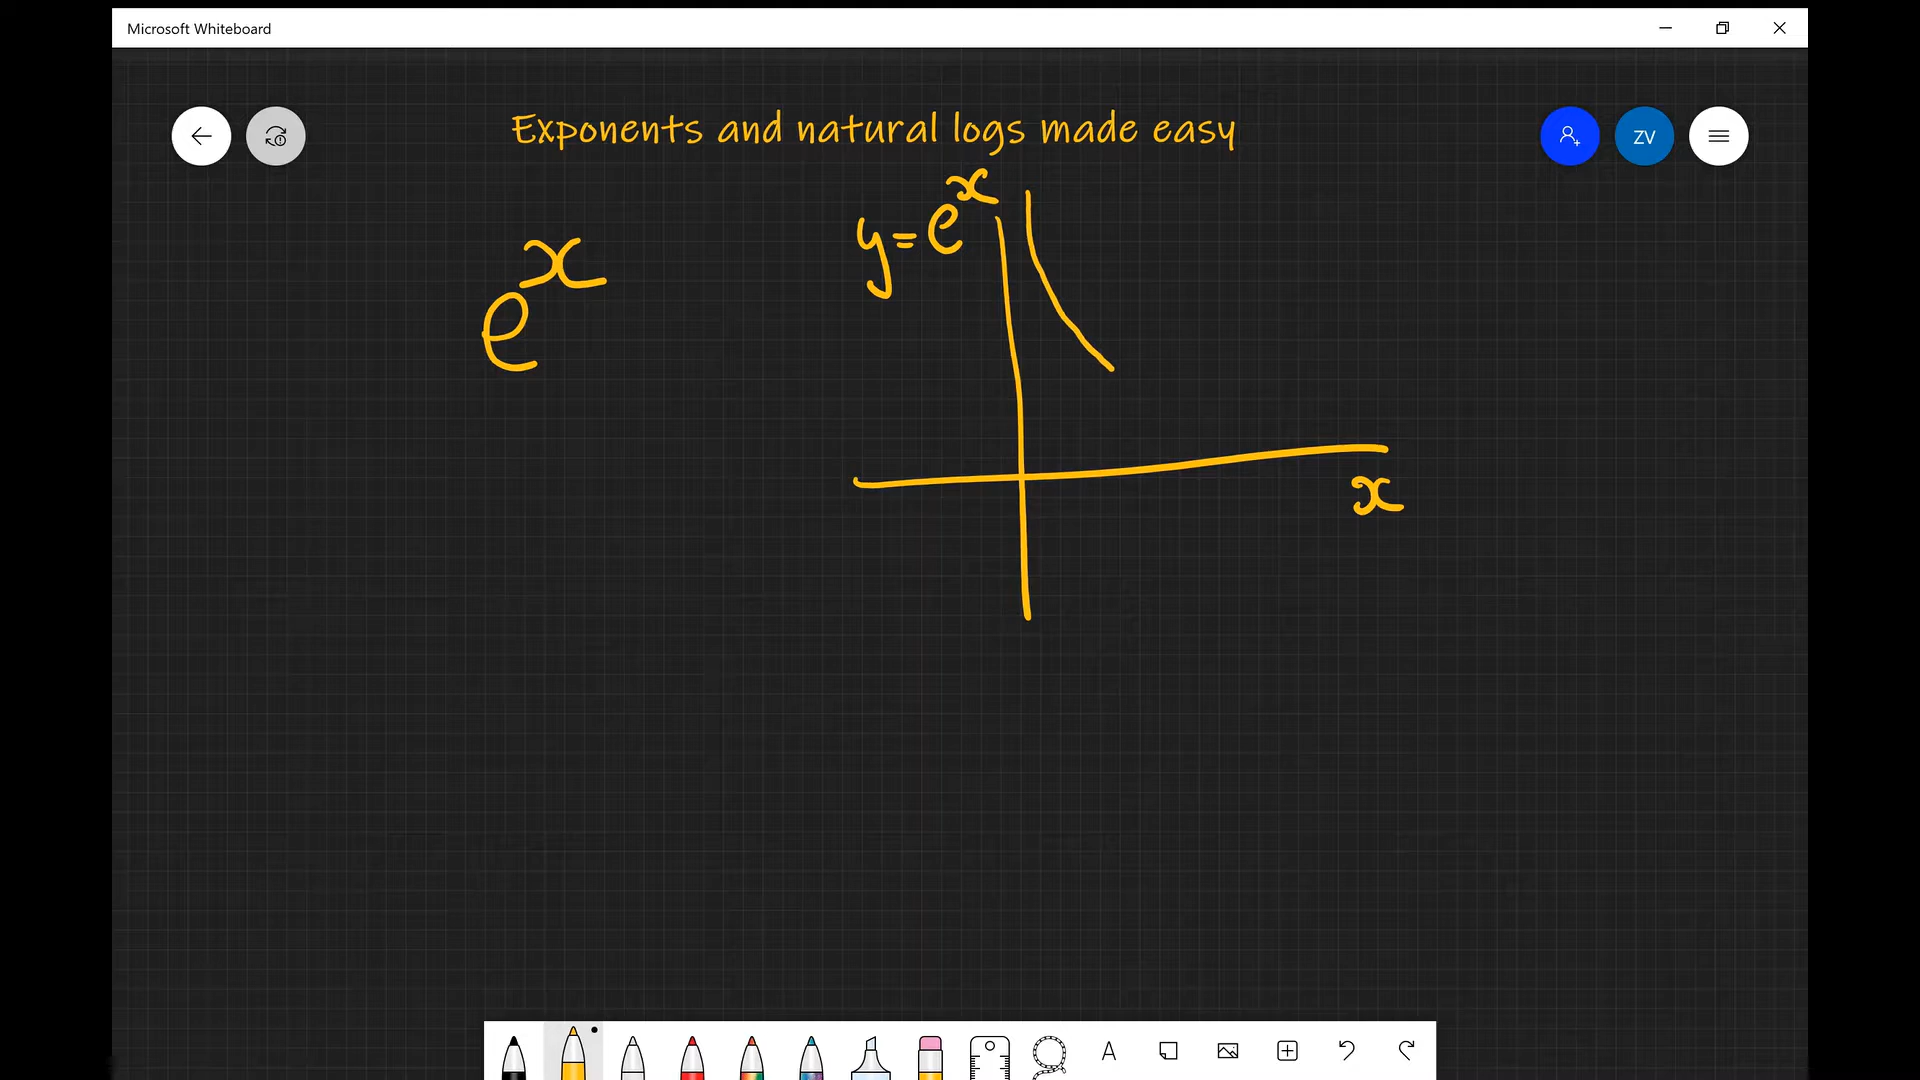 Microsoft Whiteboard
Exponents and natural logs made easy
ZV
y = e^x
e^x
x
A